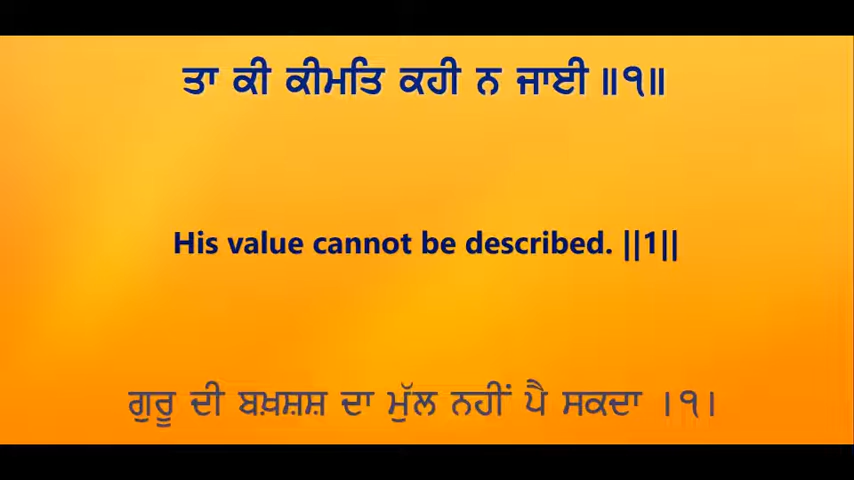 ਤਾ ਕੀ ਕੀਮਤਿ ਕਹੀ ਨ ਜਾਈ ॥੧॥
His value cannot be described. ||1||
ਗੁਰੂ ਦੀ ਬਖ਼ਸ਼ਸ਼ ਦਾ ਮੁੱਲ ਨਹੀਂ ਪੈ ਸਕਦਾ ।੧।